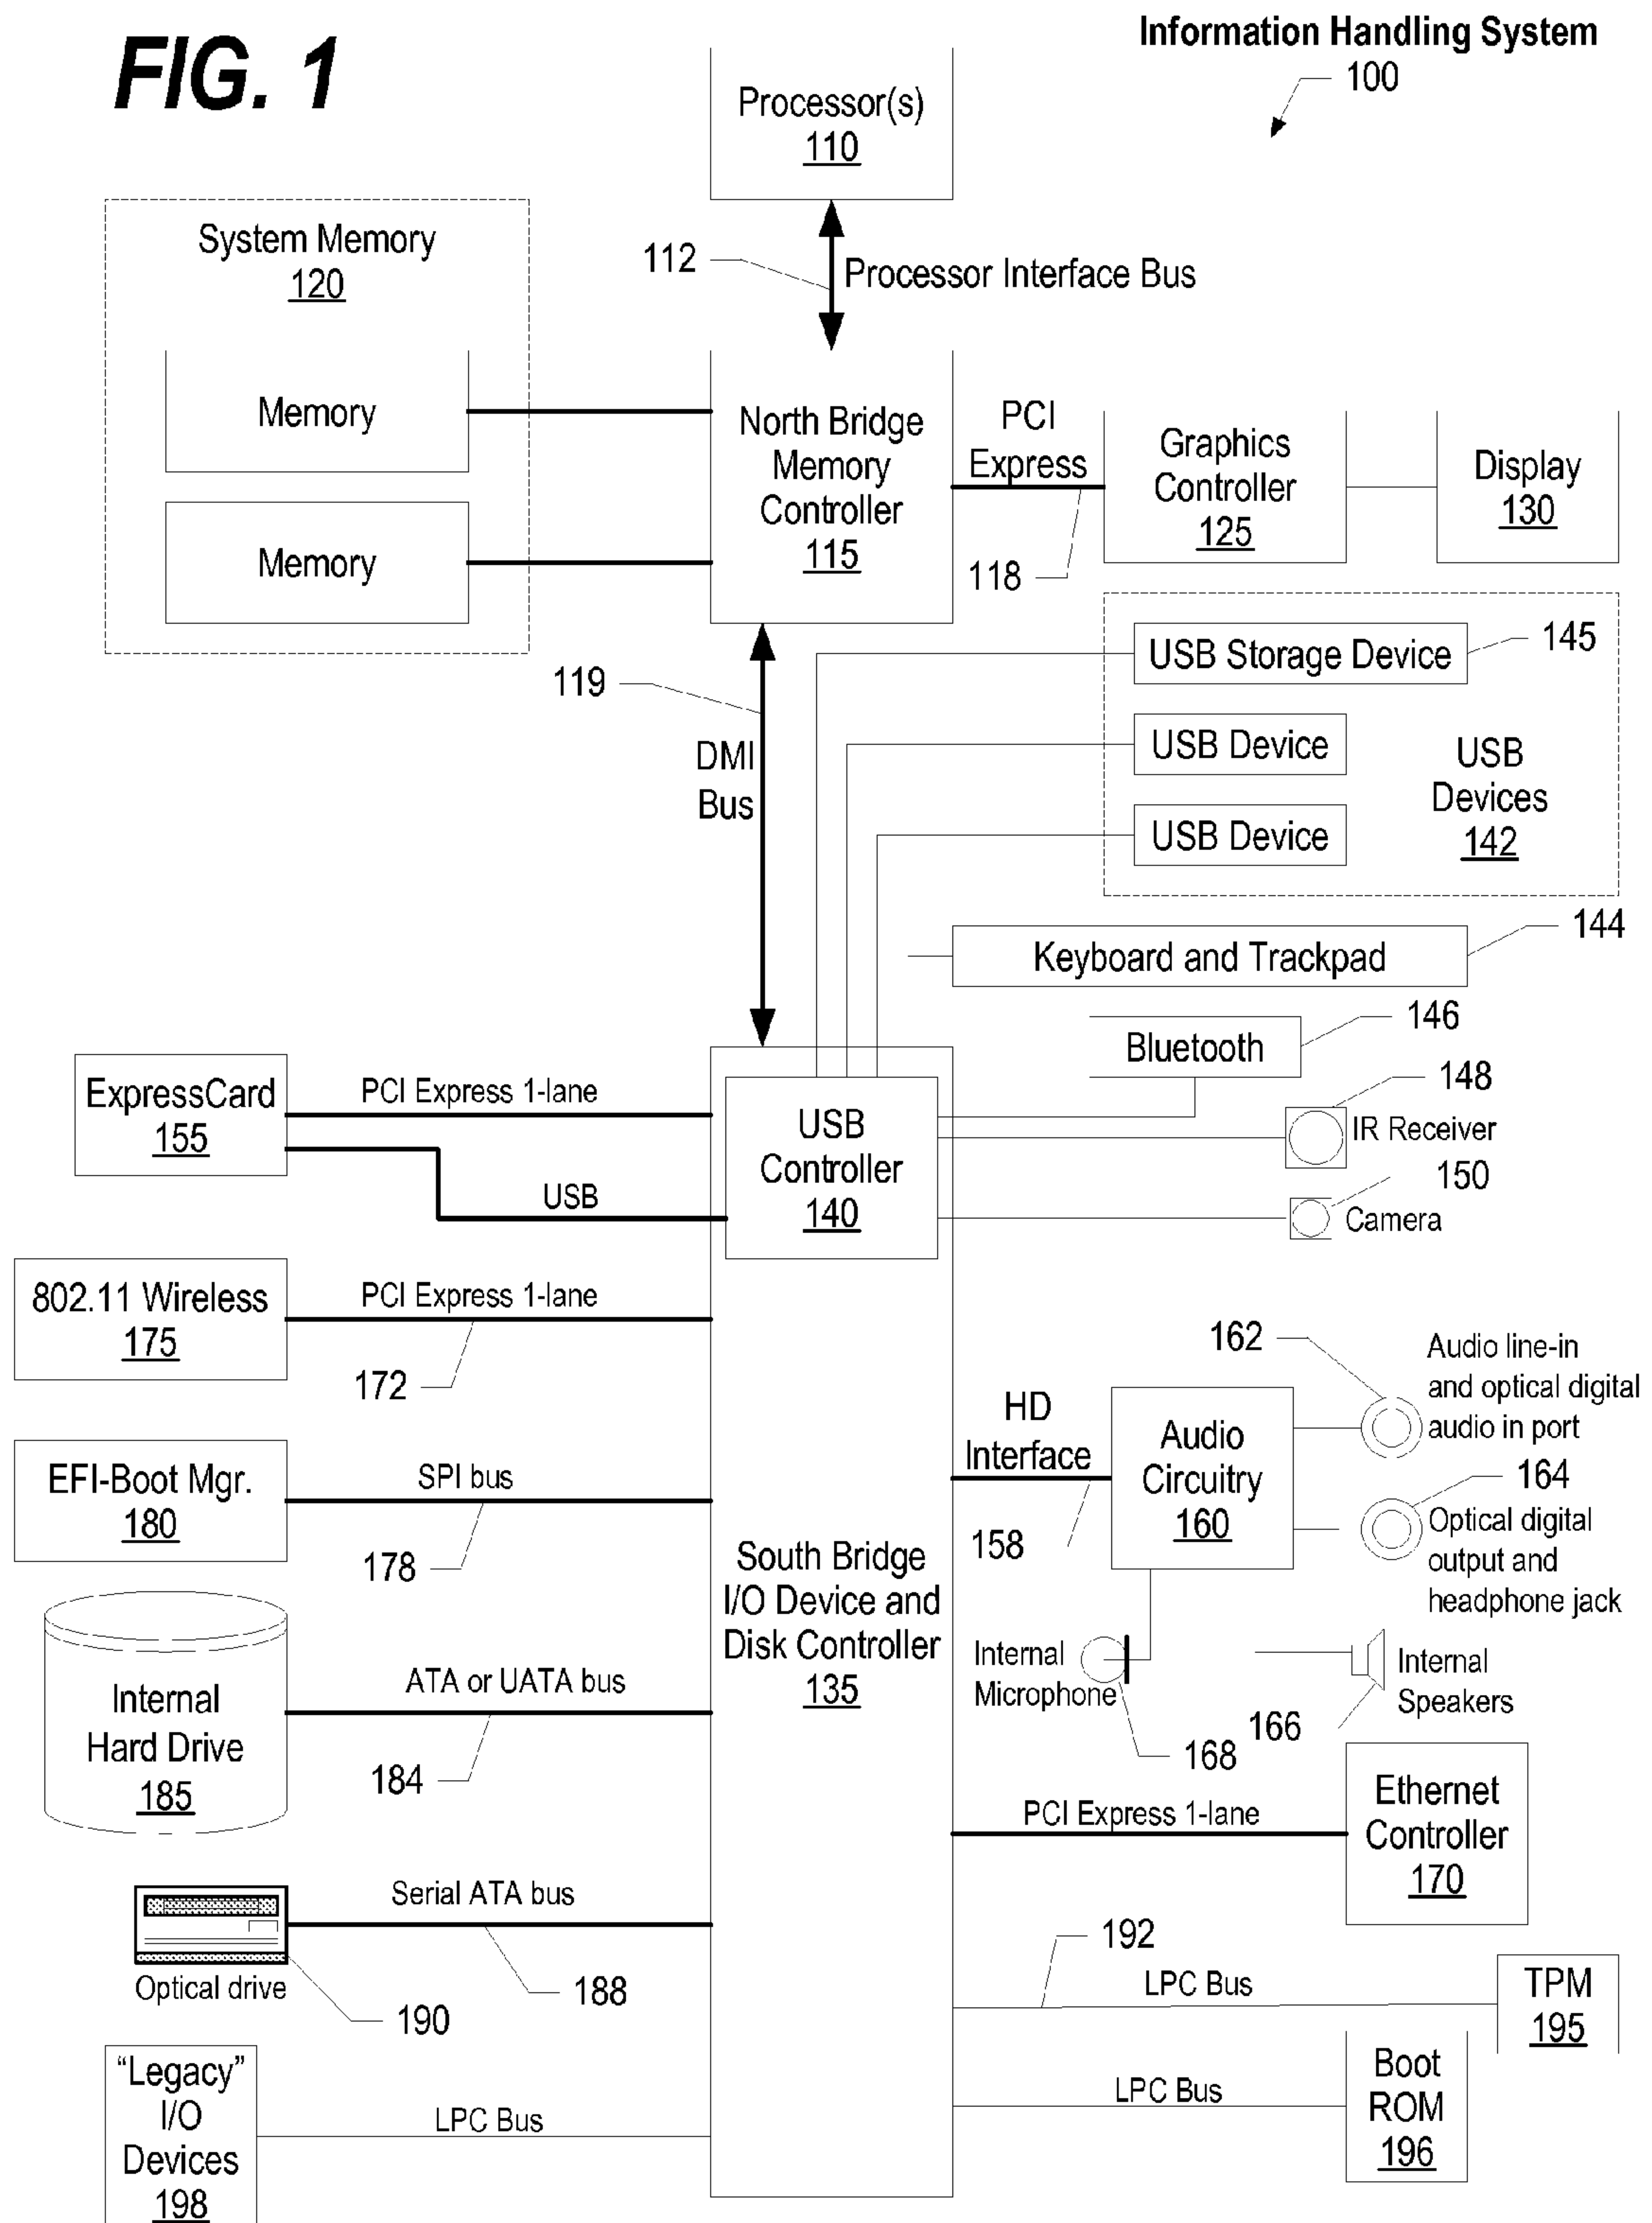 FIG. 1
Information Handling System
100
Processor(s)
110
System Memory
120
112
Processor Interface Bus
Memory
Memory
North Bridge
Memory
Controller
115
PCI
Express
118
Graphics
Controller
125
Display
130
119
DMI
Bus
USB Storage Device
145
USB Device
USB Device
USB
Devices
142
Keyboard and Trackpad
144
Bluetooth
146
148
IR Receiver
150
Camera
ExpressCard
155
PCI Express 1-lane
USB
USB
Controller
140
802.11 Wireless
175
PCI Express 1-lane
172
EFI-Boot Mgr.
180
SPI bus
178
HD
Interface
158
Audio
Circuitry
160
162
Audio line-in
and optical digital
audio in port
164
Optical digital
output and
headphone jack
Internal
Microphone
168
166
Internal
Speakers
South Bridge
I/O Device and
Disk Controller
135
Internal
Hard Drive
185
ATA or UATA bus
184
PCI Express 1-lane
Ethernet
Controller
170
Serial ATA bus
188
Optical drive
190
192
LPC Bus
TPM
195
LPC Bus
Boot
ROM
196
“Legacy”
I/O
Devices
198
LPC Bus